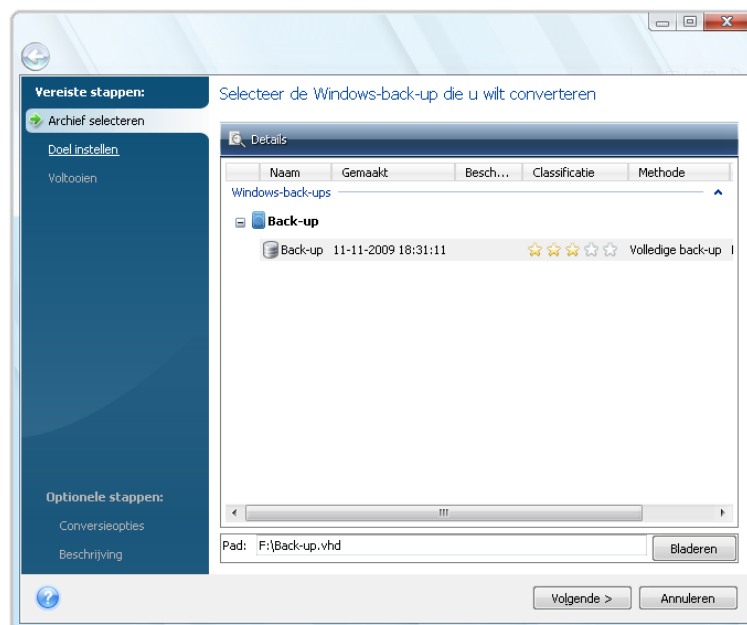 Vereiste stappen:
Archief selecteren
Doel instellen
Voltooien
Optionele stappen:
Conversieopties
Beschrijving
Selecteer de Windows-back-up die u wilt converteren
Details
Naam Gemaakt Besch... Classificatie Methode
Windows-back-ups
Back-up
Back-up 11-11-2009 18:31:11 Volledige back-up
Pad: F:\Back-up.vhd Bladeren
Volgende > Annuleren